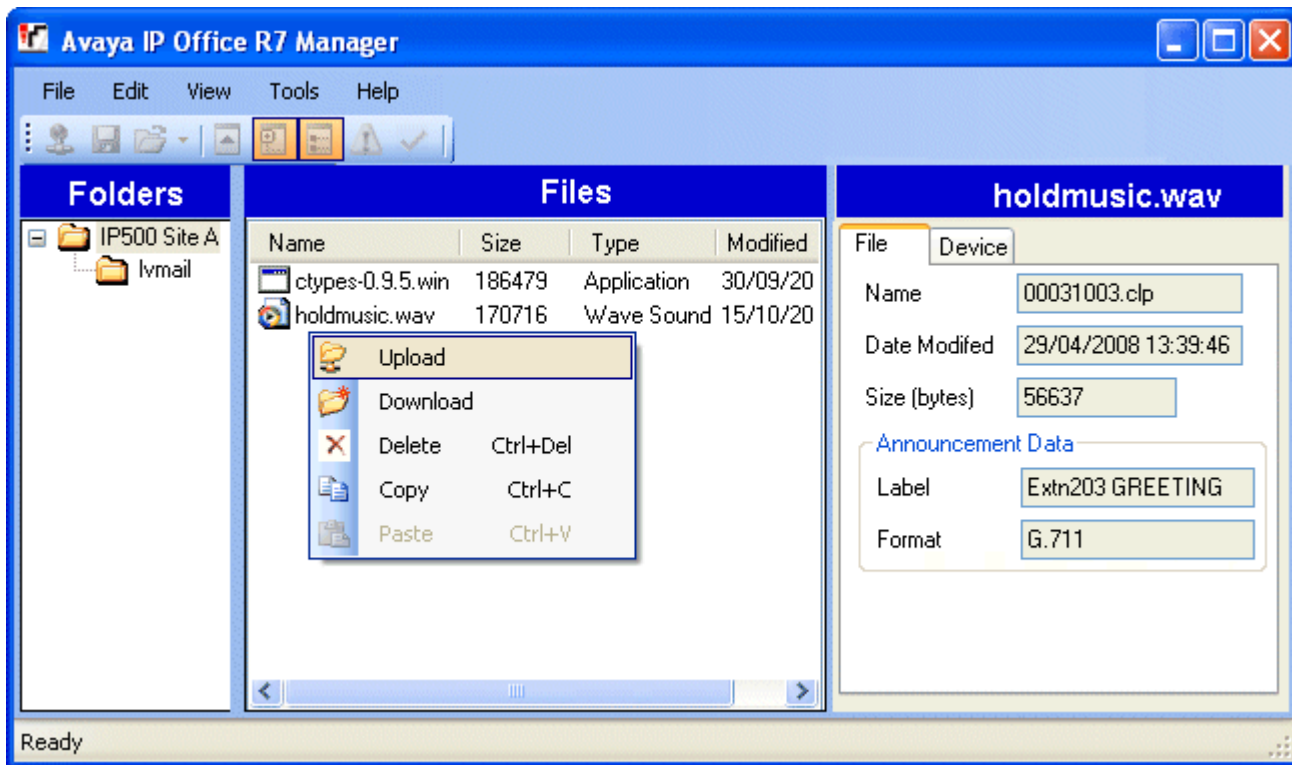 Avaya IP Office R7 Manager
File Edit View Tools Help
Folders
Files
holdmusic.wav
IP500 Site A
lvmail
Name Size Type Modified
ctypes-0.9.5.win 186479 Application 30/09/20
holdmusic.wav 170716 Wave Sound 15/10/20
Upload
Download
Delete Ctrl+Del
Copy Ctrl+C
Paste Ctrl+V
File Device
Name 00031003.clp
Date Modifed 29/04/2008 13:39:46
Size (bytes) 56637
Announcement Data
Label Extn203 GREETING
Format G.711
Ready